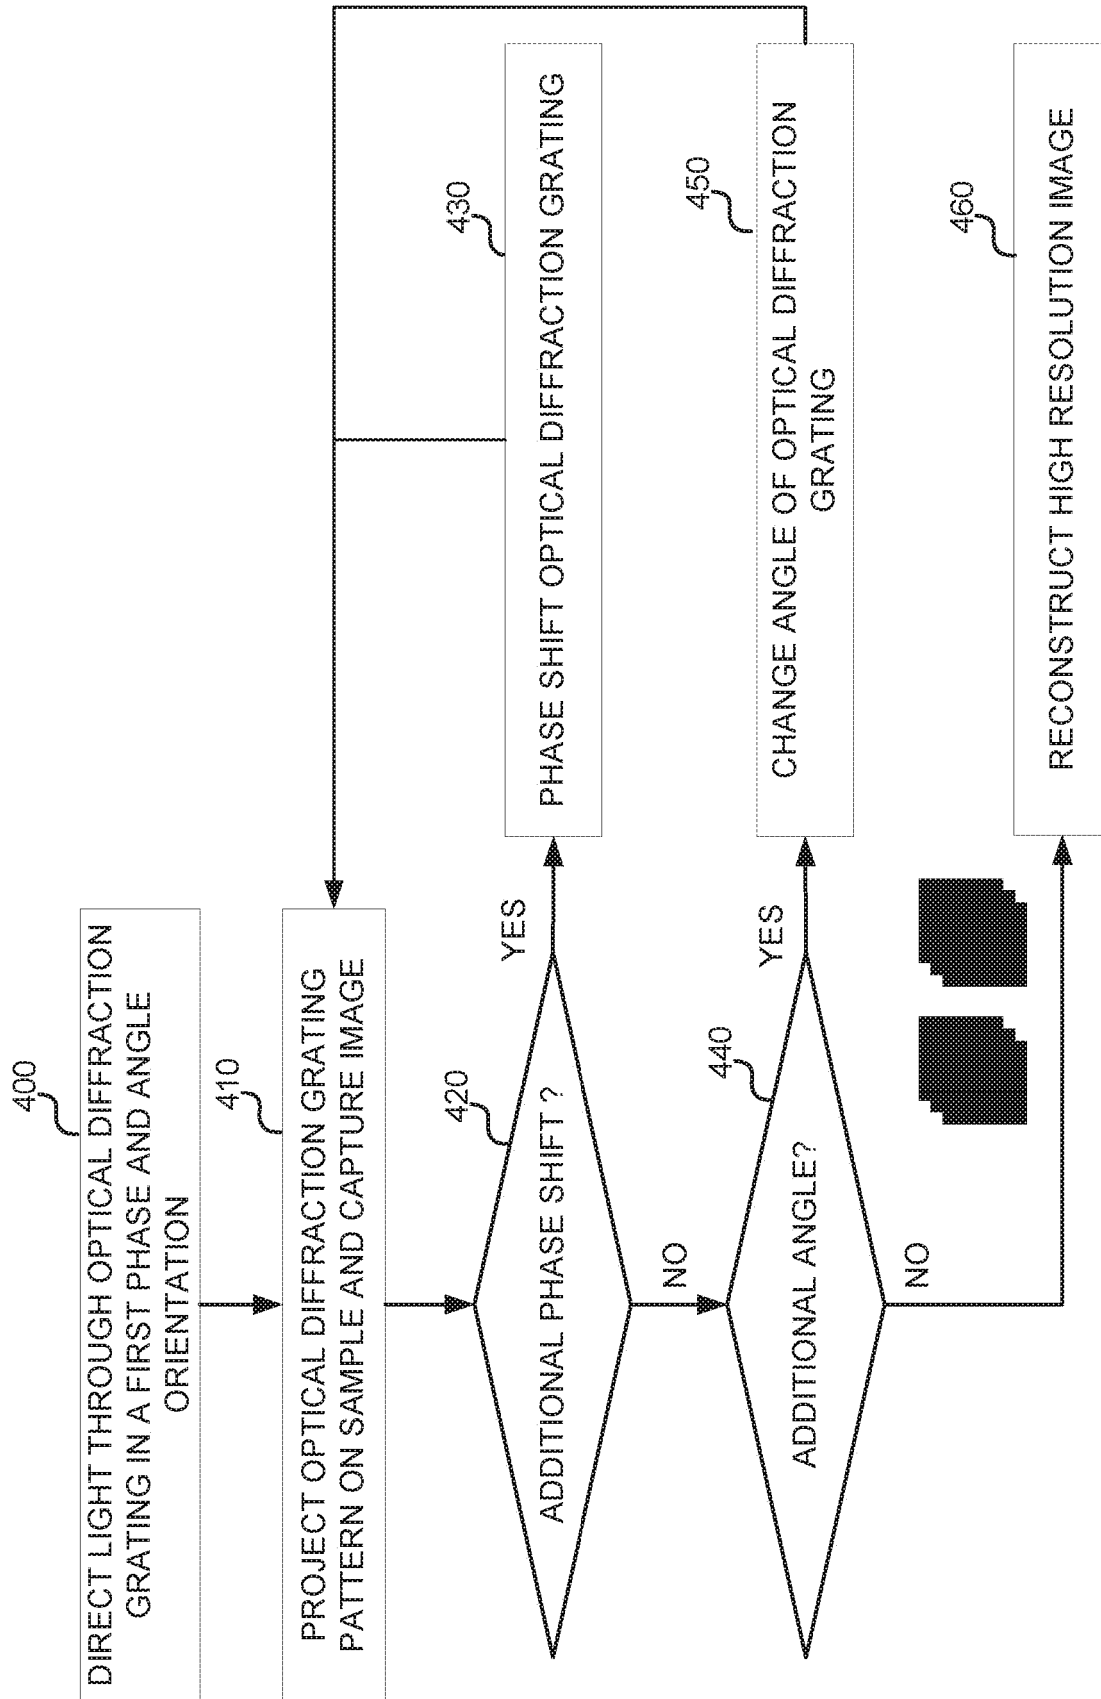 400
DIRECT LIGHT THROUGH OPTICAL DIFFRACTION
GRATING IN A FIRST PHASE AND ANGLE
ORIENTATION
410
PROJECT OPTICAL DIFFRACTION GRATING
PATTERN ON SAMPLE AND CAPTURE IMAGE
420
ADDITIONAL PHASE SHIFT ?
YES
430
PHASE SHIFT OPTICAL DIFFRACTION GRATING
NO
440
ADDITIONAL ANGLE?
YES
450
CHANGE ANGLE OF OPTICAL DIFFRACTION
GRATING
NO
460
RECONSTRUCT HIGH RESOLUTION IMAGE